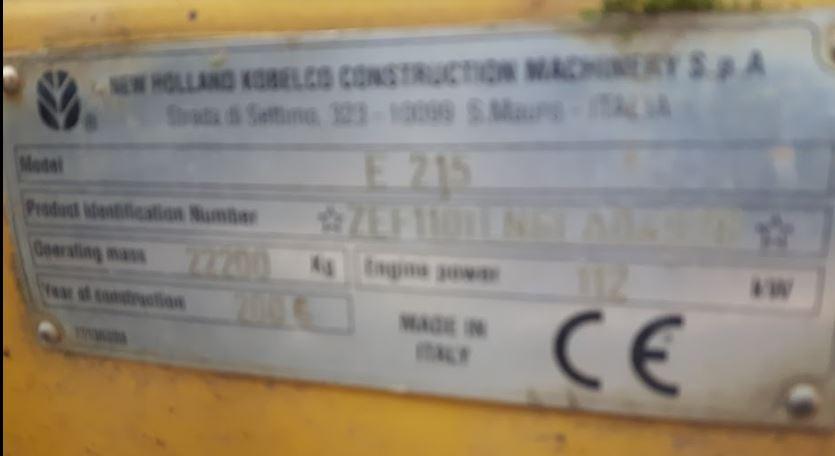 NEW HOLLAND KOBELCO CONSTRUCTION MACHINERY S.p.A
Strada di Settimo, 323 - 10099 S.Mauro - ITALIA
Model E 215
Product Identification Number
Operating mass 22200 Kg Engine power 112 kW
Year of construction
MADE IN
ITALY
CE